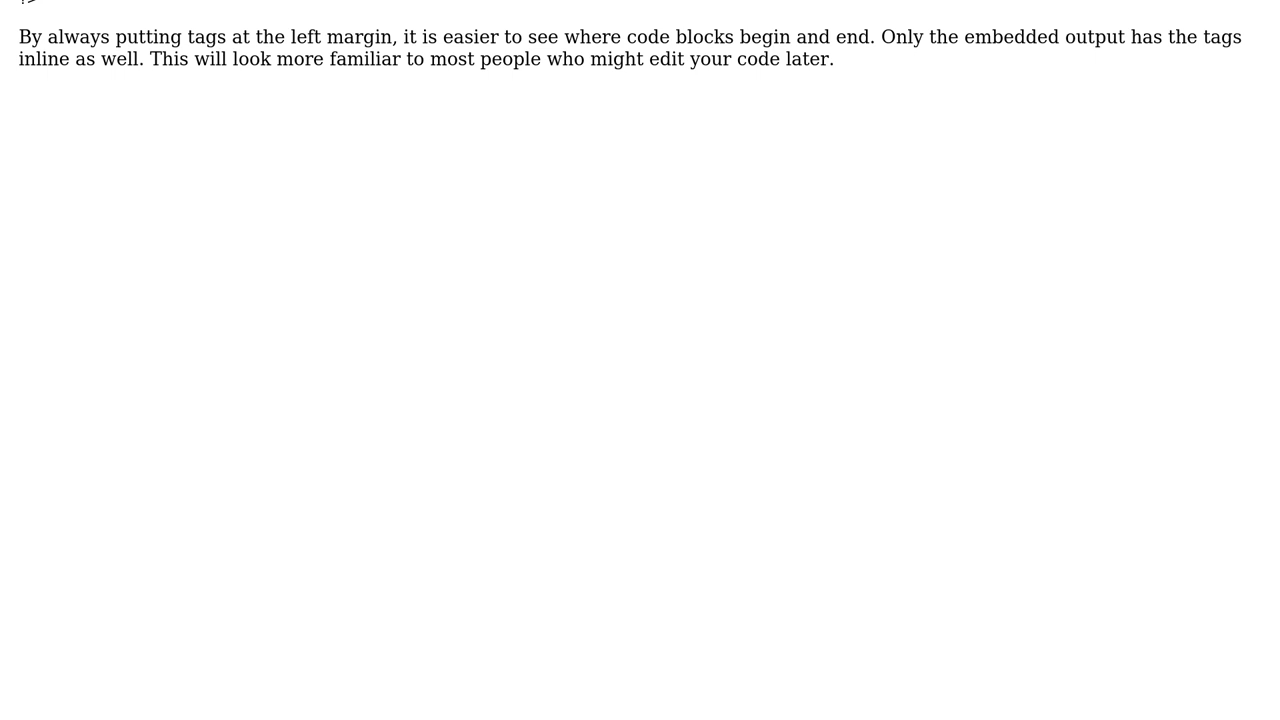 By always putting tags at the left margin, it is easier to see where code blocks begin and end. Only the embedded output has the tags
inline as well. This will look more familiar to most people who might edit your code later.